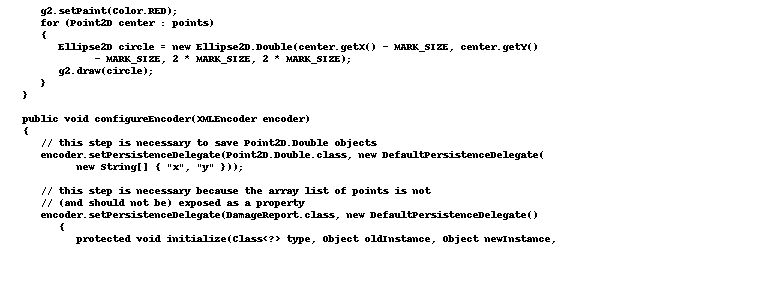 g2.setPaint(Color.RED);
for (Point2D center : points)
{
Ellipse2D circle = new Ellipse2D.Double(center.getX() - MARK_SIZE, center.getY()
- MARK_SIZE, 2 * MARK_SIZE, 2 * MARK_SIZE);
g2.draw(circle);
}
}
public void configureEncoder(XMLEncoder encoder)
{
// this step is necessary to save Point2D.Double objects
encoder.setPersistenceDelegate(Point2D.Double.class, new DefaultPersistenceDelegate(
new String[] { "x", "y" }));
// this step is necessary because the array list of points is not
// (and should not be) exposed as a property
encoder.setPersistenceDelegate(DamageReport.class, new DefaultPersistenceDelegate()
{
protected void initialize(Class<?> type, Object oldInstance, Object newInstance,